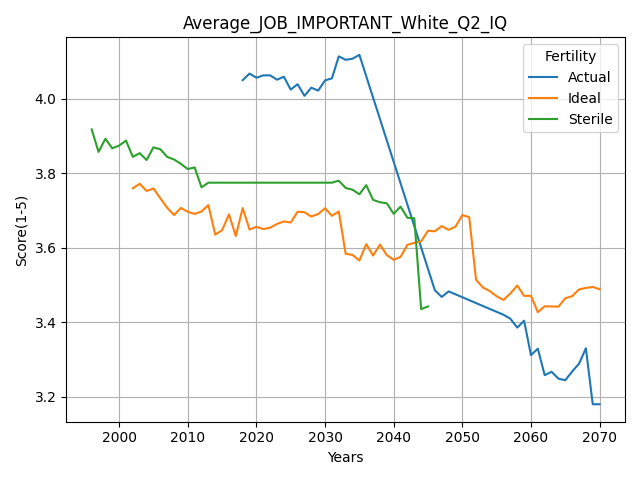 Average_JOB_IMPORTANT_White_Q2_IQ
Fertility
Actual
Ideal
Sterile
Score(1-5)
4.0
3.8
3.6
3.4
3.2
2000 2010 2020 2030 2040 2050 2060 2070
Years